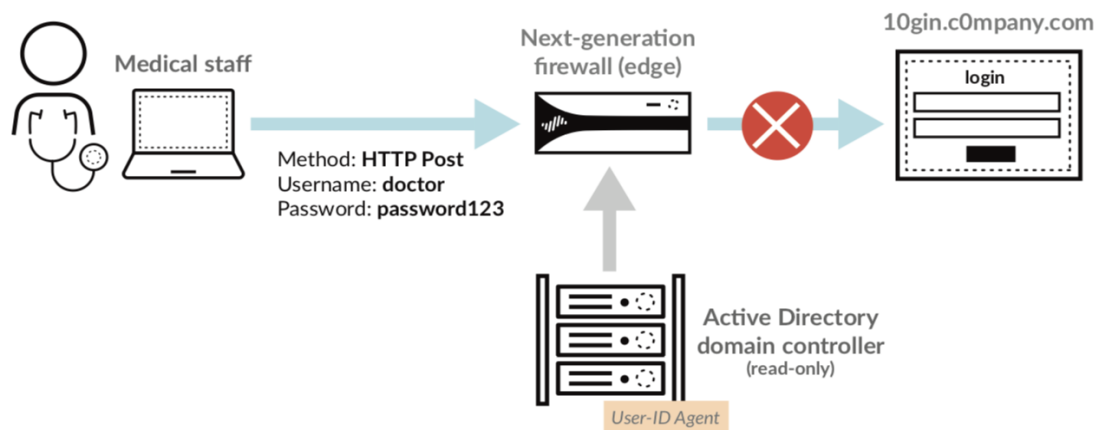 Medical staff
Method: HTTP Post
Username: doctor
Password: password123
Next-generation
firewall (edge)
10gin.c0mpany.com
login
Active Directory
domain controller
(read-only)
User-ID Agent